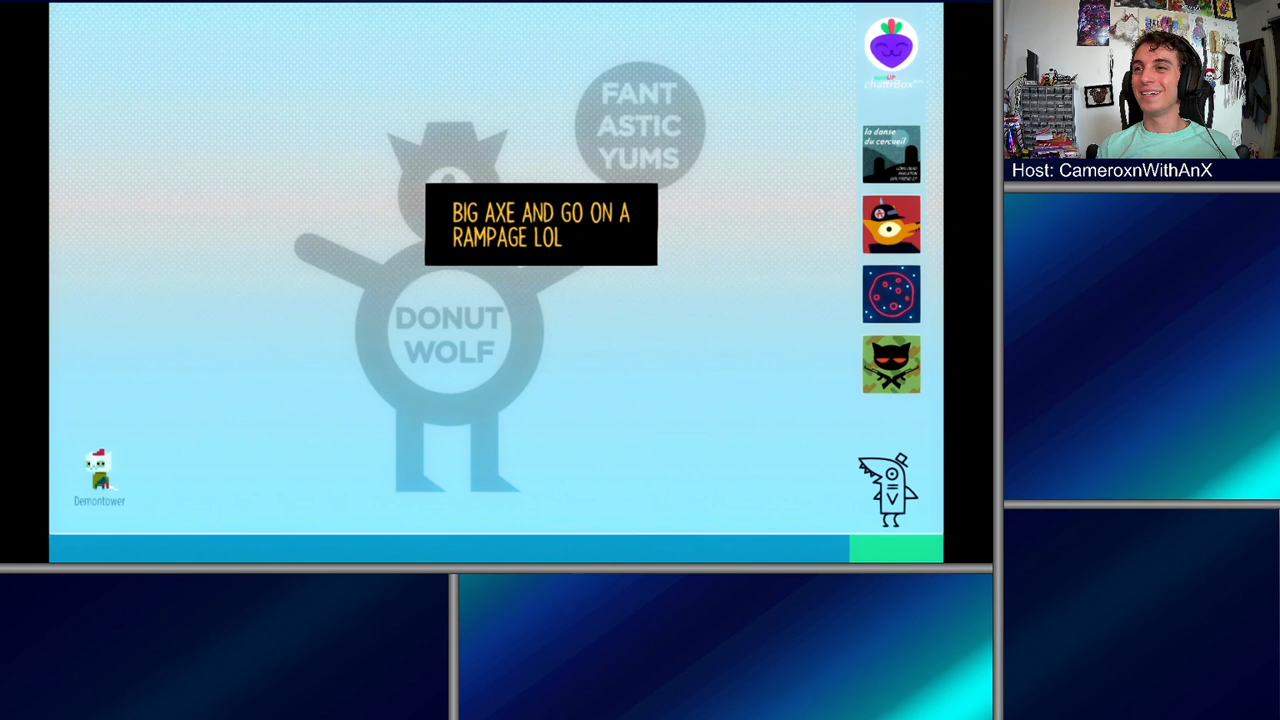 FANT
ASTIC
YUMS
BIG AXE AND GO ON A
RAMPAGE LOL
DONUT
WOLF
Demontower
chattrBox
la danse
du cercueil
Host: CameroxnWithAnX